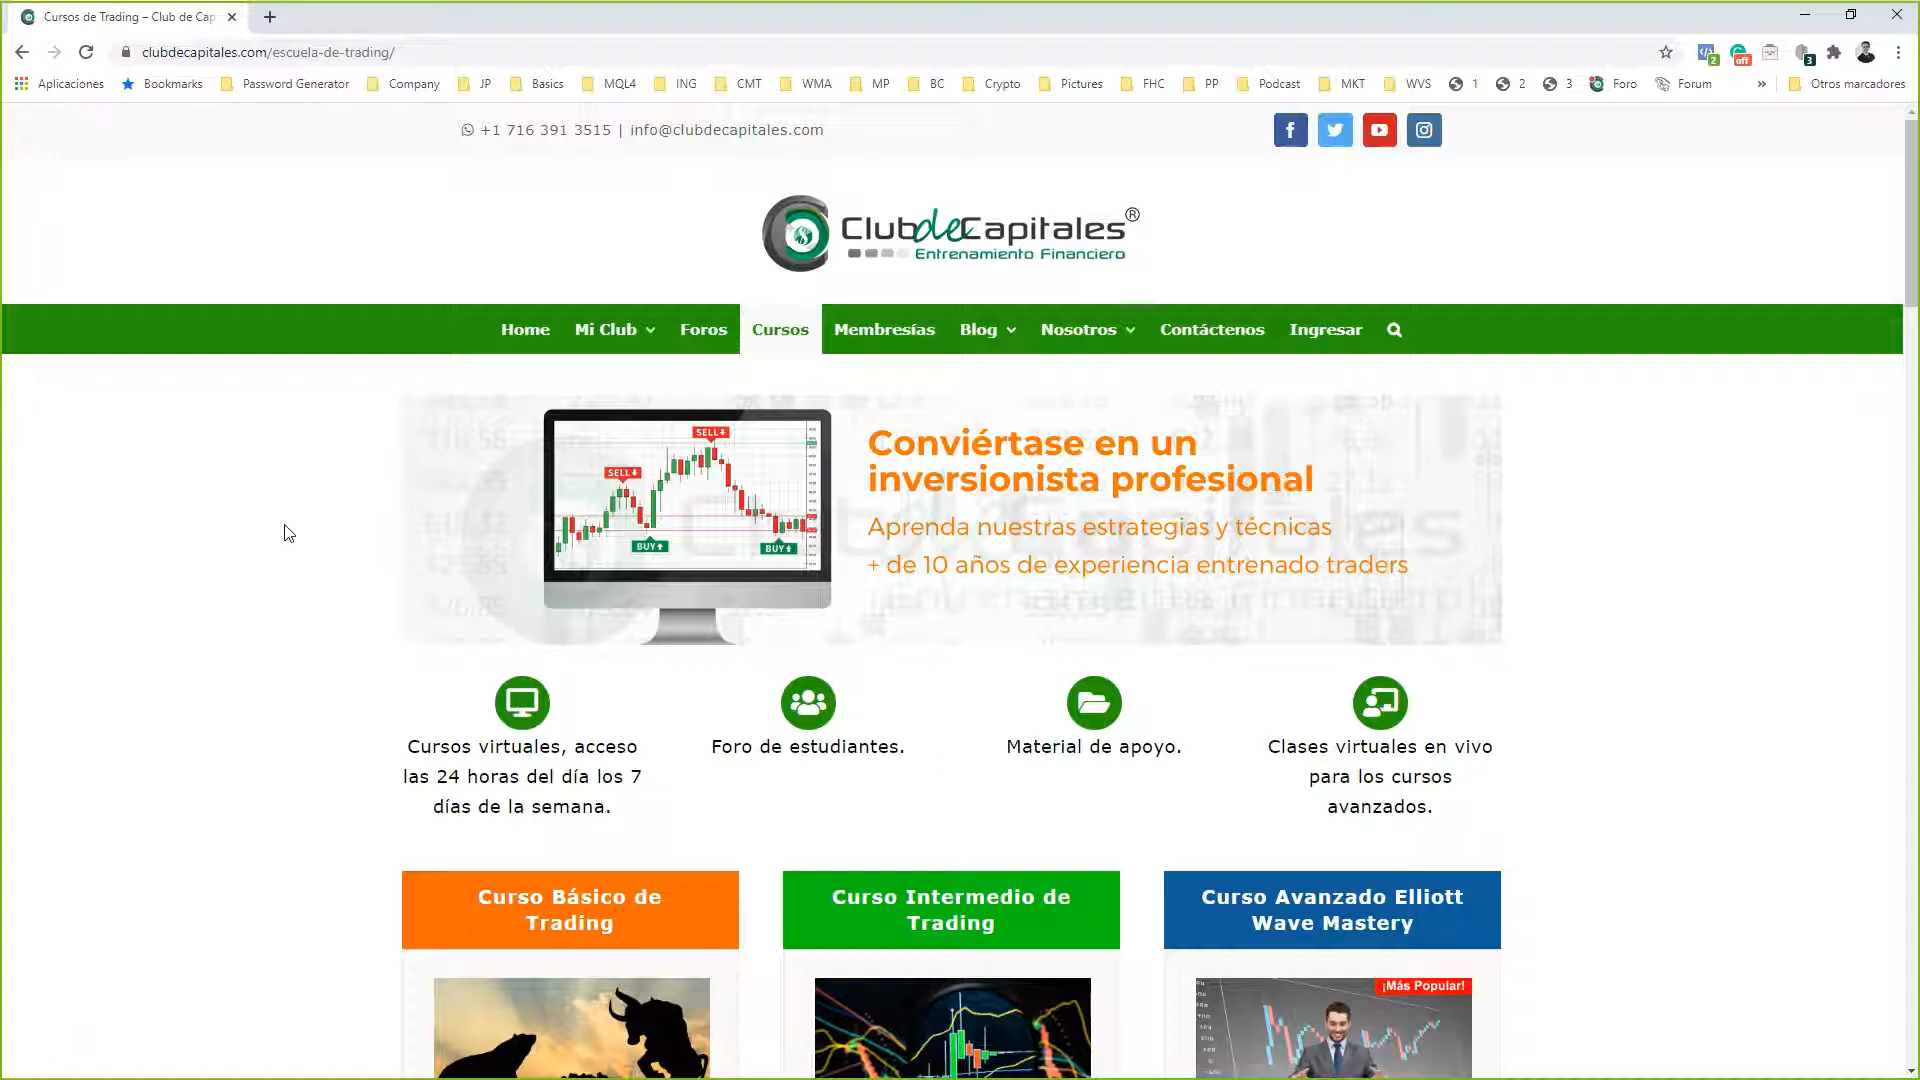 Cursos de Trading – Club de Cap
clubdecapitales.com/escuela-de-trading/
2
off
3
Aplicaciones
Bookmarks
Password Generator
Company
JP
Basics
MQL4
ING
CMT
WMA
MP
BC
Crypto
Pictures
FHC
PP
Podcast
MKT
WVS
1
2
3
Foro
Forum
»
Otros marcadores
+1 716 391 3515 | info@clubdecapitales.com
ClubdeCapitales®
Entrenamiento Financiero
Home
Mi Club
Foros
Cursos
Membresías
Blog
Nosotros
Contáctenos
Ingresar
SELL
SELL
BUY
BUY
Conviértase en un
inversionista profesional
Aprenda nuestras estrategias y técnicas
+ de 10 años de experiencia entrenado traders
Cursos virtuales, acceso
las 24 horas del día los 7
días de la semana.
Foro de estudiantes.
Material de apoyo.
Clases virtuales en vivo
para los cursos
avanzados.
Curso Básico de
Trading
Curso Intermedio de
Trading
Curso Avanzado Elliott
Wave Mastery
¡Más Popular!